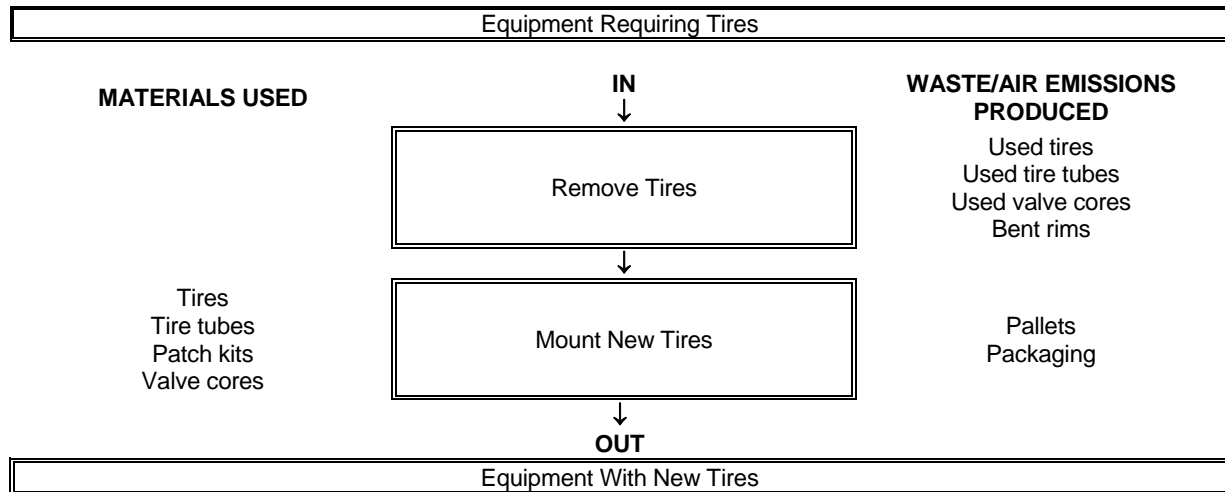 Equipment Requiring Tires
MATERIALS USED
IN
↓
WASTE/AIR EMISSIONS
PRODUCED
Remove Tires
Used tires
Used tire tubes
Used valve cores
Bent rims
↓
Tires
Tire tubes
Patch kits
Valve cores
Mount New Tires
Pallets
Packaging
↓
OUT
Equipment With New Tires